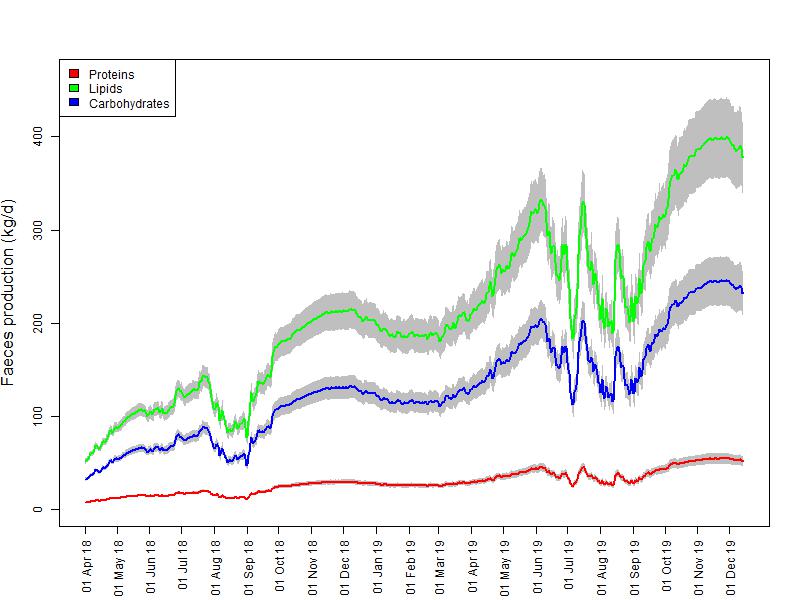 Proteins
Lipids
Carbohydrates
Faeces production (kg/d)
400
300
200
100
0
01 Apr 18
01 May 18
01 Jun 18
01 Jul 18
01 Aug 18
01 Sep 18
01 Oct 18
01 Nov 18
01 Dec 18
01 Jan 19
01 Feb 19
01 Mar 19
01 Apr 19
01 May 19
01 Jun 19
01 Jul 19
01 Aug 19
01 Sep 19
01 Oct 19
01 Nov 19
01 Dec 19